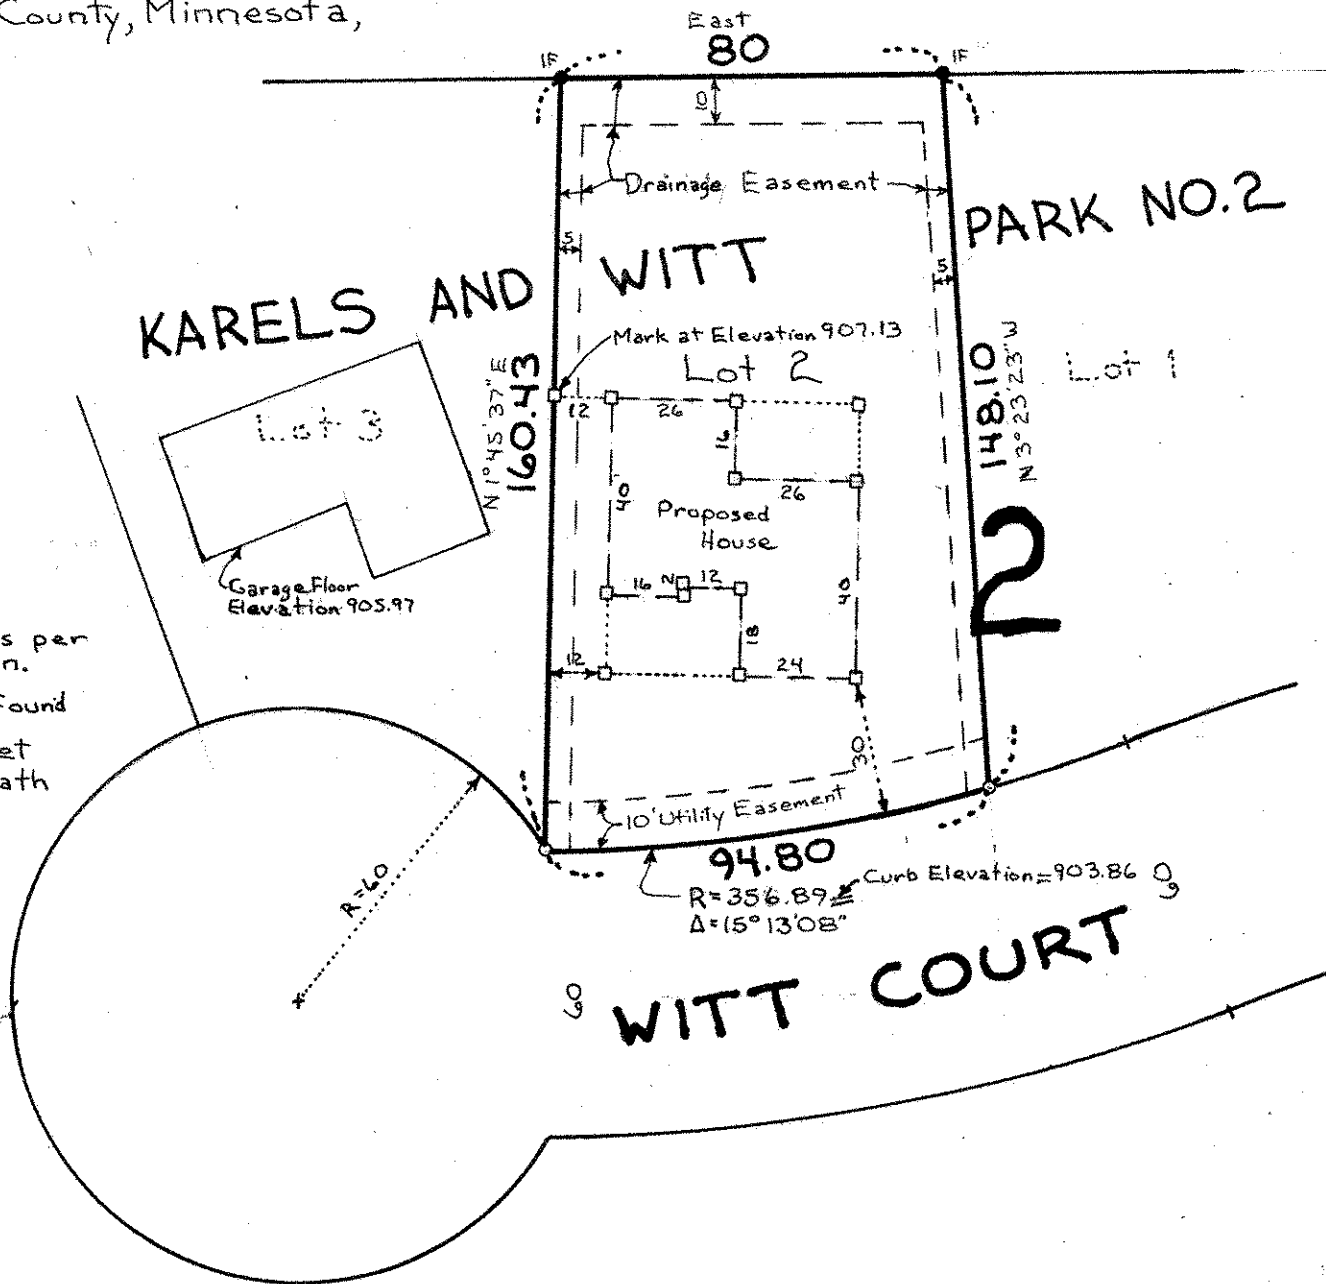 County, Minnesota,
East
80
IF
IF
10
Drainage Easement
5
5
KARELS AND WITT PARK NO.2
Mark at Elevation 907.13
Lot 2
Lot 1
Lot 3
N 1°45'37" E
160.43
148.10
N 3°23'23" W
12
26
16
26
40
Proposed
House
2
Garage Floor
Elevation 905.97
16
2
12
40
18
12
24
s per
n.
Found
et
ath
30
10' Utility Easement
94.80
R=60
R=356.89
Curb Elevation=903.86
Δ=15°13'08"
60
60
WITT COURT